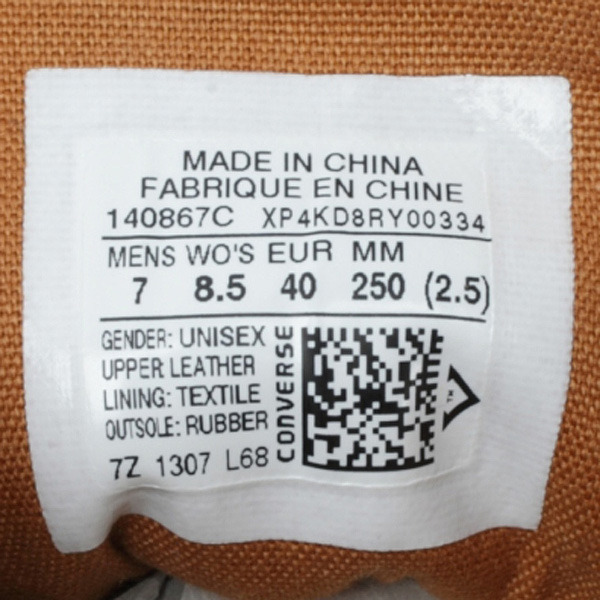 MADE IN CHINA
FABRIQUE EN CHINE
140867C XP4KD8RY00334
MENS WO'S EUR MM
7 8.5 40 250 (2.5)
GENDER: UNISEX
UPPER LEATHER
LINING: TEXTILE
OUTSOLE: RUBBER
7Z 1307 L68
CONVERSE
TM